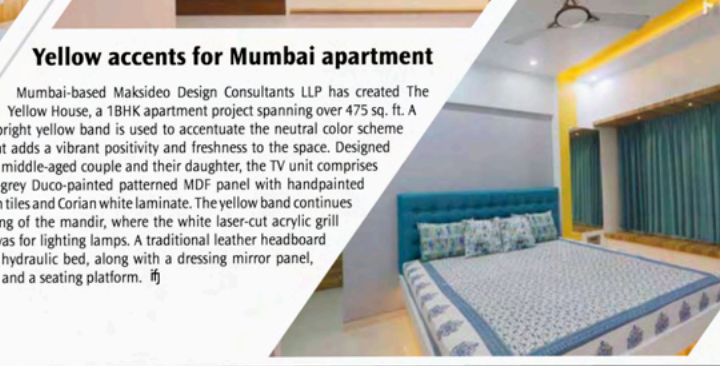 Yellow accents for Mumbai apartment
Mumbai-based Maksideo Design Consultants LLP has created The
Yellow House, a 1BHK apartment project spanning over 475 sq. ft. A
bright yellow band is used to accentuate the neutral color scheme
adds a vibrant positivity and freshness to the space. Designed
middle-aged couple and their daughter, the TV unit comprises
grey Duco-painted patterned MDF panel with handpainted
tiles and Corian white laminate. The yellow band continues
of the mandir, where the white laser-cut acrylic grill
for lighting lamps. A traditional leather headboard
hydraulic bed, along with a dressing mirror panel,
and a seating platform.